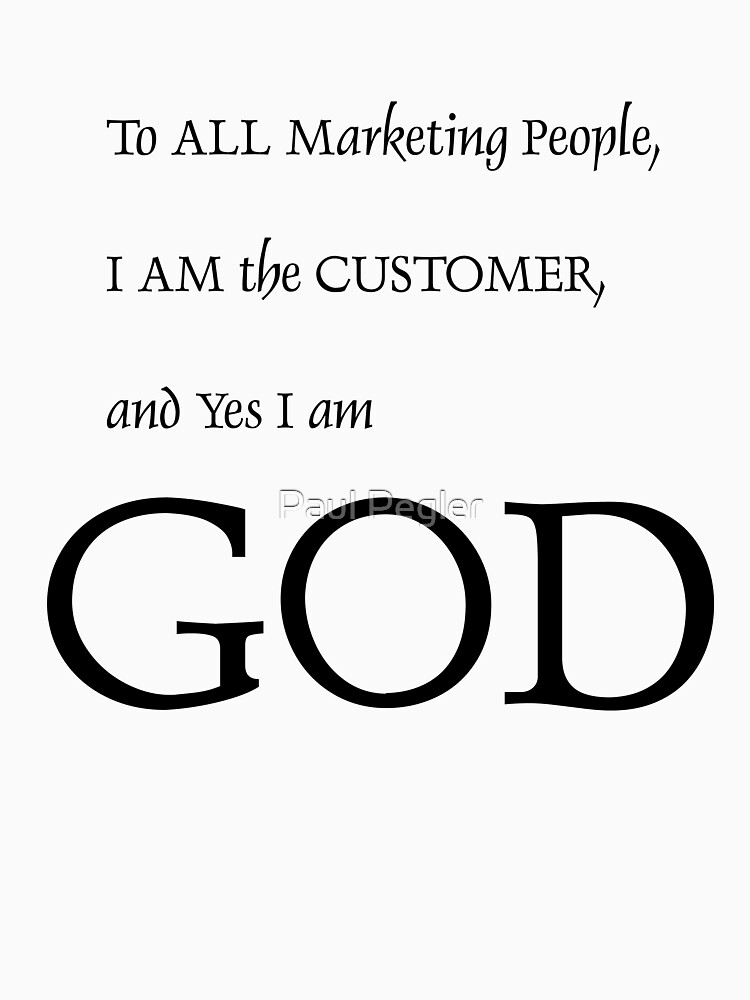 To ALL Marketing People,
I AM the CUSTOMER,
and Yes I am
Paul Pegler
GOD